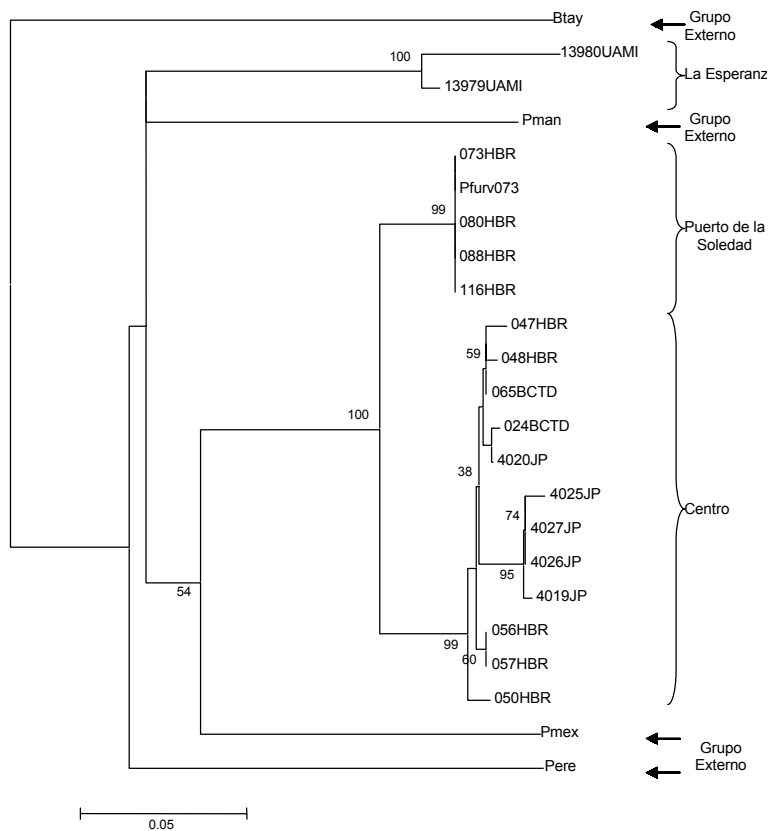 Btay
Grupo
Externo
100
13980UAMI
La Esperanz
13979UAMI
Pman
Grupo
Externo
073HBR
Pfurv073
99
080HBR
088HBR
116HBR
Puerto de la
Soledad
047HBR
59
048HBR
065BCTD
100
024BCTD
38
4020JP
4025JP
74
4027JP
Centro
4026JP
95
54
4019JP
056HBR
99
60
057HBR
050HBR
Pmex
Grupo
Externo
Pere
0.05